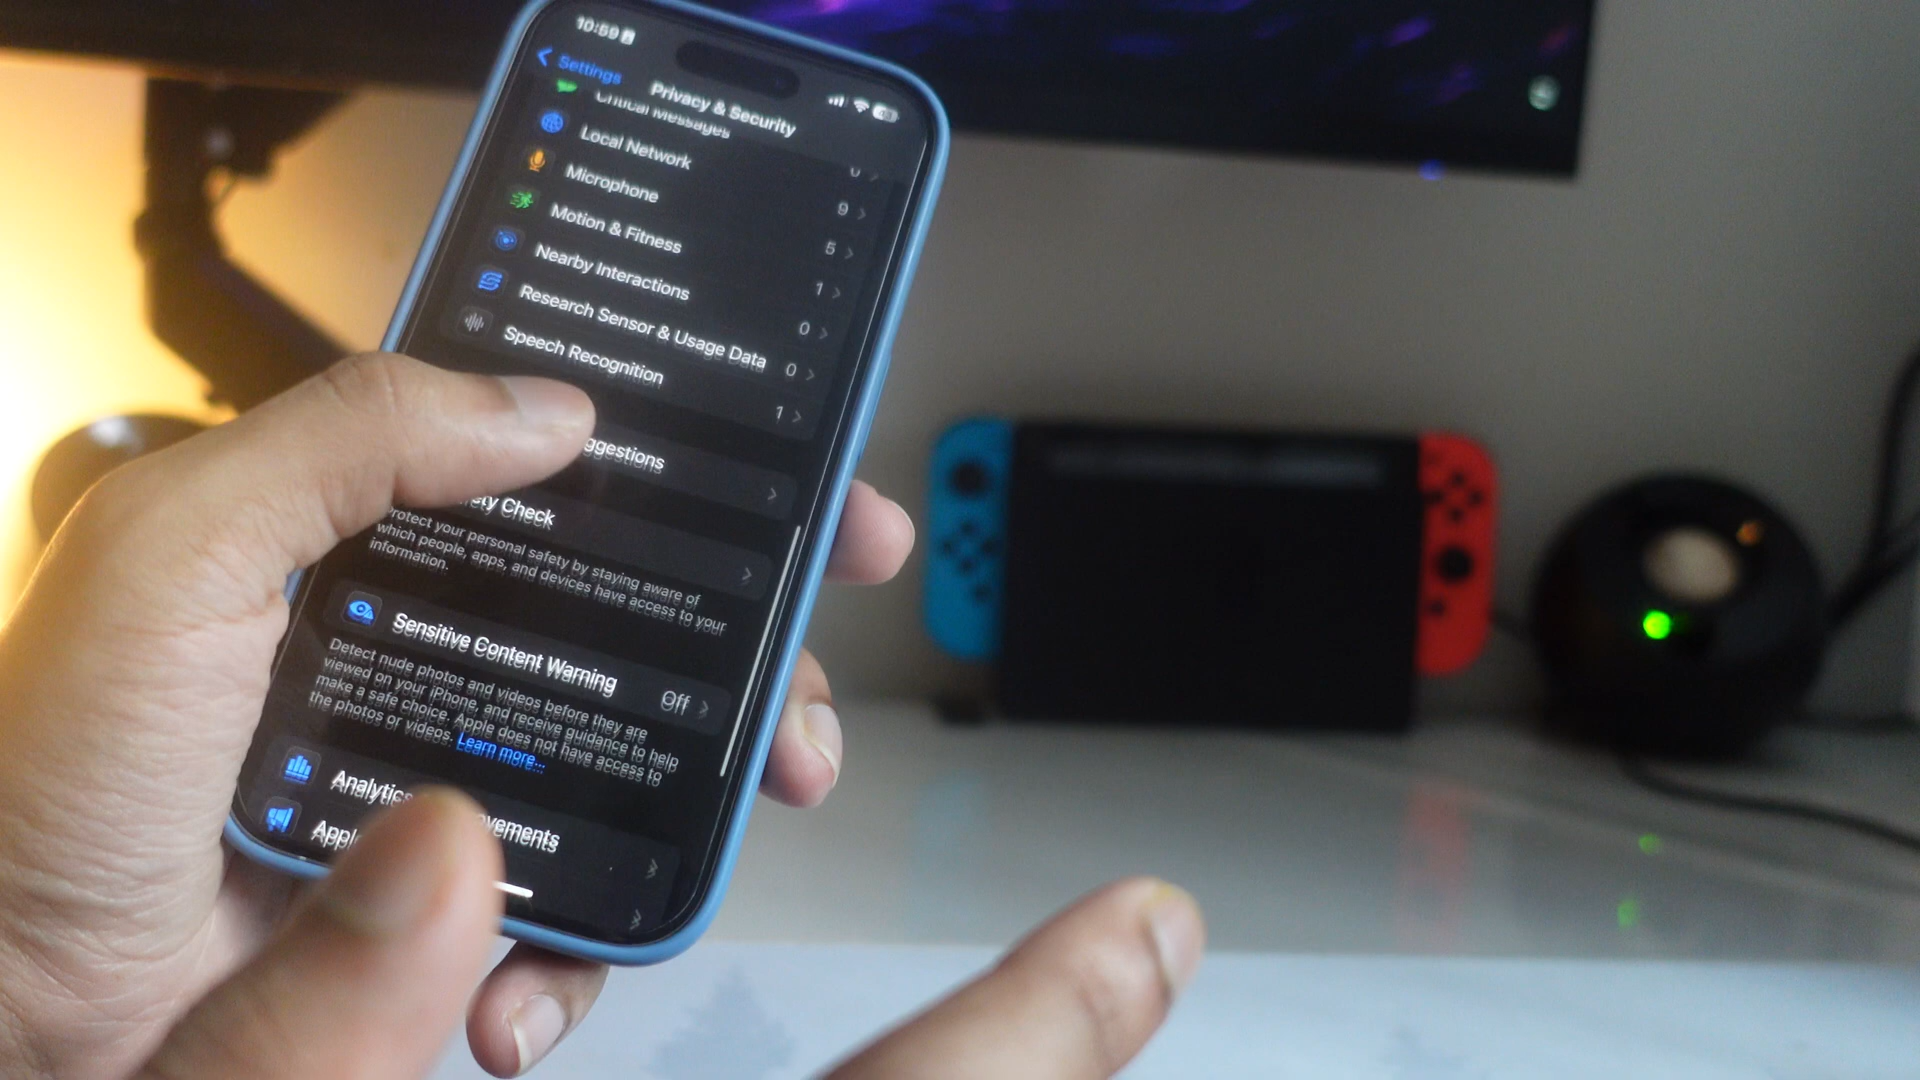 10:59
Settings
Privacy & Security
Critical Messages
0
Local Network
Microphone
9
Motion & Fitness
5
Nearby Interactions
1
Research Sensor & Usage Data
0
Speech Recognition
0
1
ggestions
ety Check
Protect your personal safety by staying aware of
which people, apps, and devices have access to your
information.
Sensitive Content Warning
Off
Detect nude photos and videos before they are
viewed on your iPhone, and receive guidance to help
make a safe choice. Apple does not have access to
the photos or videos. Learn more...
Analytics
vements
Apple